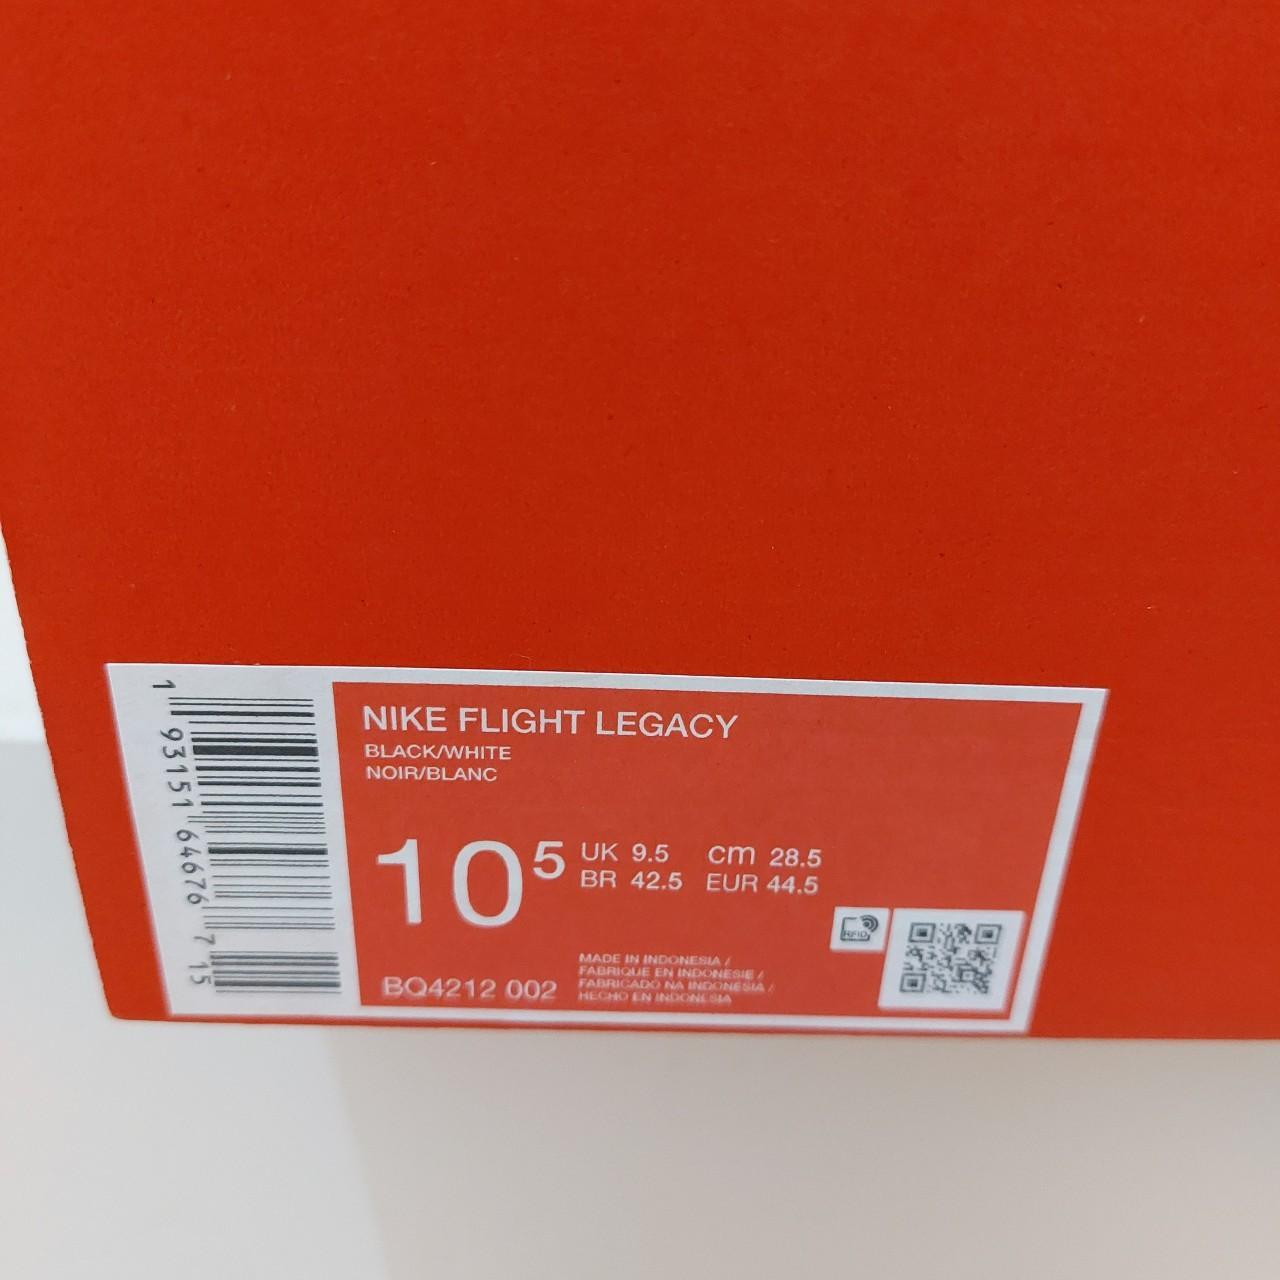 NIKE FLIGHT LEGACY
BLACK/WHITE
NOIR/BLANC
10⁵ UK 9.5 cm 28.5
BR 42.5 EUR 44.5
RFID
BQ4212 002
MADE IN INDONESIA /
FABRIQUE EN INDONESIE /
FABRICADO NA INDONESIA /
HECHO EN INDONESIA
1 93151 64676 7 15